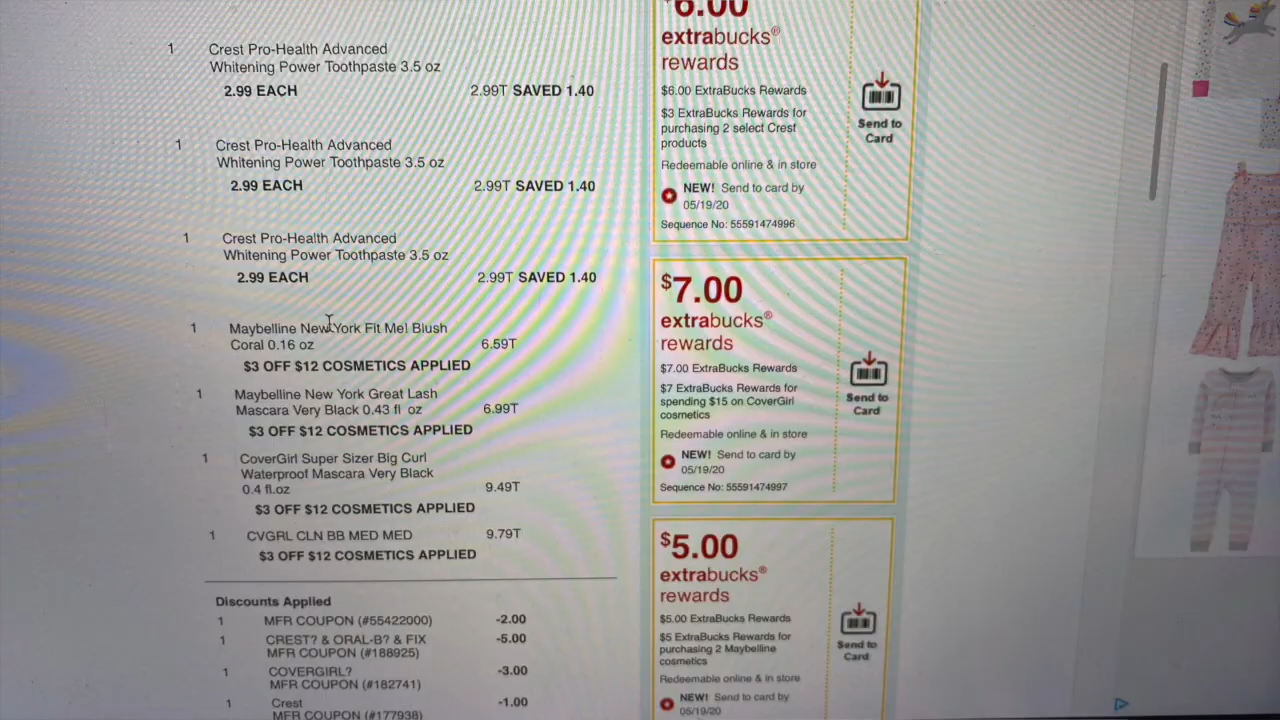 1 Crest Pro-Health Advanced
Whitening Power Toothpaste 3.5 oz
2.99 EACH 2.99T SAVED 1.40
1 Crest Pro-Health Advanced
Whitening Power Toothpaste 3.5 oz
2.99 EACH 2.99T SAVED 1.40
1 Crest Pro-Health Advanced
Whitening Power Toothpaste 3.5 oz
2.99 EACH 2.99T SAVED 1.40
1 Maybelline New York Fit Me! Blush
Coral 0.16 oz 6.59T
$3 OFF $12 COSMETICS APPLIED
1 Maybelline New York Great Lash
Mascara Very Black 0.43 fl oz 6.99T
$3 OFF $12 COSMETICS APPLIED
1 CoverGirl Super Sizer Big Curl
Waterproof Mascara Very Black
0.4 fl.oz 9.49T
$3 OFF $12 COSMETICS APPLIED
1 CVGRL CLN BB MED MED 9.79T
$3 OFF $12 COSMETICS APPLIED
Discounts Applied
1 MFR COUPON (#55422000) -2.00
1 CREST? & ORAL-B? & FIX -5.00
MFR COUPON (#188925)
1 COVERGIRL? -3.00
MFR COUPON (#182741)
1 Crest -1.00
MFR COUPON (#177938)
$6.00
extrabucks®
rewards
$6.00 ExtraBucks Rewards
$3 ExtraBucks Rewards for
purchasing 2 select Crest
products
Redeemable online & in store
NEW! Send to card by
05/19/20
Sequence No: 55591474996
Send to
Card
$7.00
extrabucks®
rewards
$7.00 ExtraBucks Rewards
$7 ExtraBucks Rewards for
spending $15 on CoverGirl
cosmetics
Redeemable online & in store
NEW! Send to card by
05/19/20
Sequence No: 55591474997
Send to
Card
$5.00
extrabucks®
rewards
$5.00 ExtraBucks Rewards
$5 ExtraBucks Rewards for
purchasing 2 Maybelline
cosmetics
Redeemable online & in store
NEW! Send to card by
05/19/20
Send to
Card